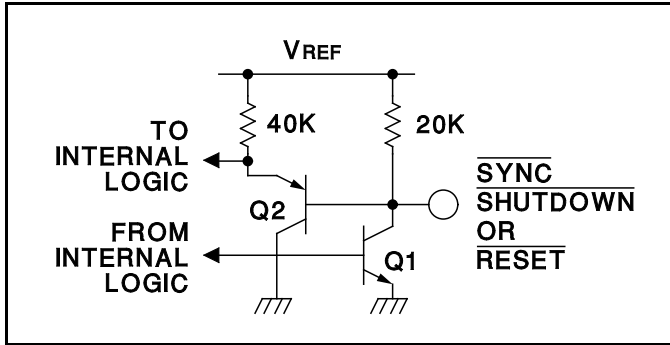 VREF
40K
20K
TO
INTERNAL
LOGIC
Q2
SYNC
SHUTDOWN
OR
RESET
FROM
INTERNAL
LOGIC
Q1